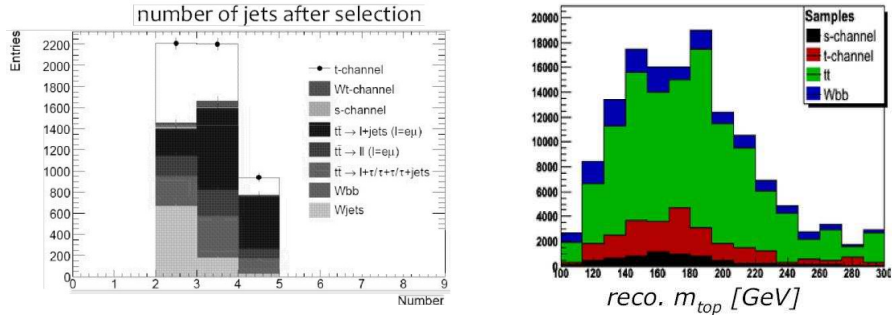 number of jets after selection
Entries
2200
2000
1800
1600
1400
1200
1000
800
600
400
200
0
0 1 2 3 4 5 6 7 8 9
Number
t-channel
Wt-channel
s-channel
tt̄ → l+jets (l=eμ)
tt̄ → ll (l=eμ)
tt̄ → l+τ/τ+τ/τ+jets
Wbb
Wjets
20000
18000
16000
14000
12000
10000
8000
6000
4000
2000
0
100 120 140 160 180 200 220 240 260 280 300
reco. m_top [GeV]
Samples
s-channel
t-channel
tt
Wbb